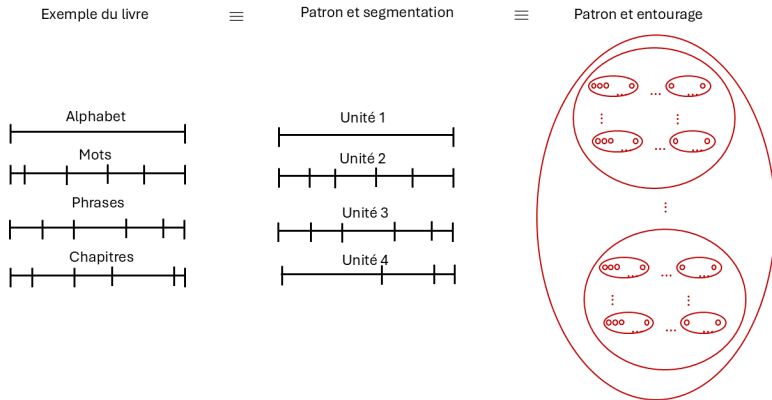 Exemple du livre ≡ Patron et segmentation ≡ Patron et entourage
Alphabet
Mots
Phrases
Chapitres
Unité 1
Unité 2
Unité 3
Unité 4